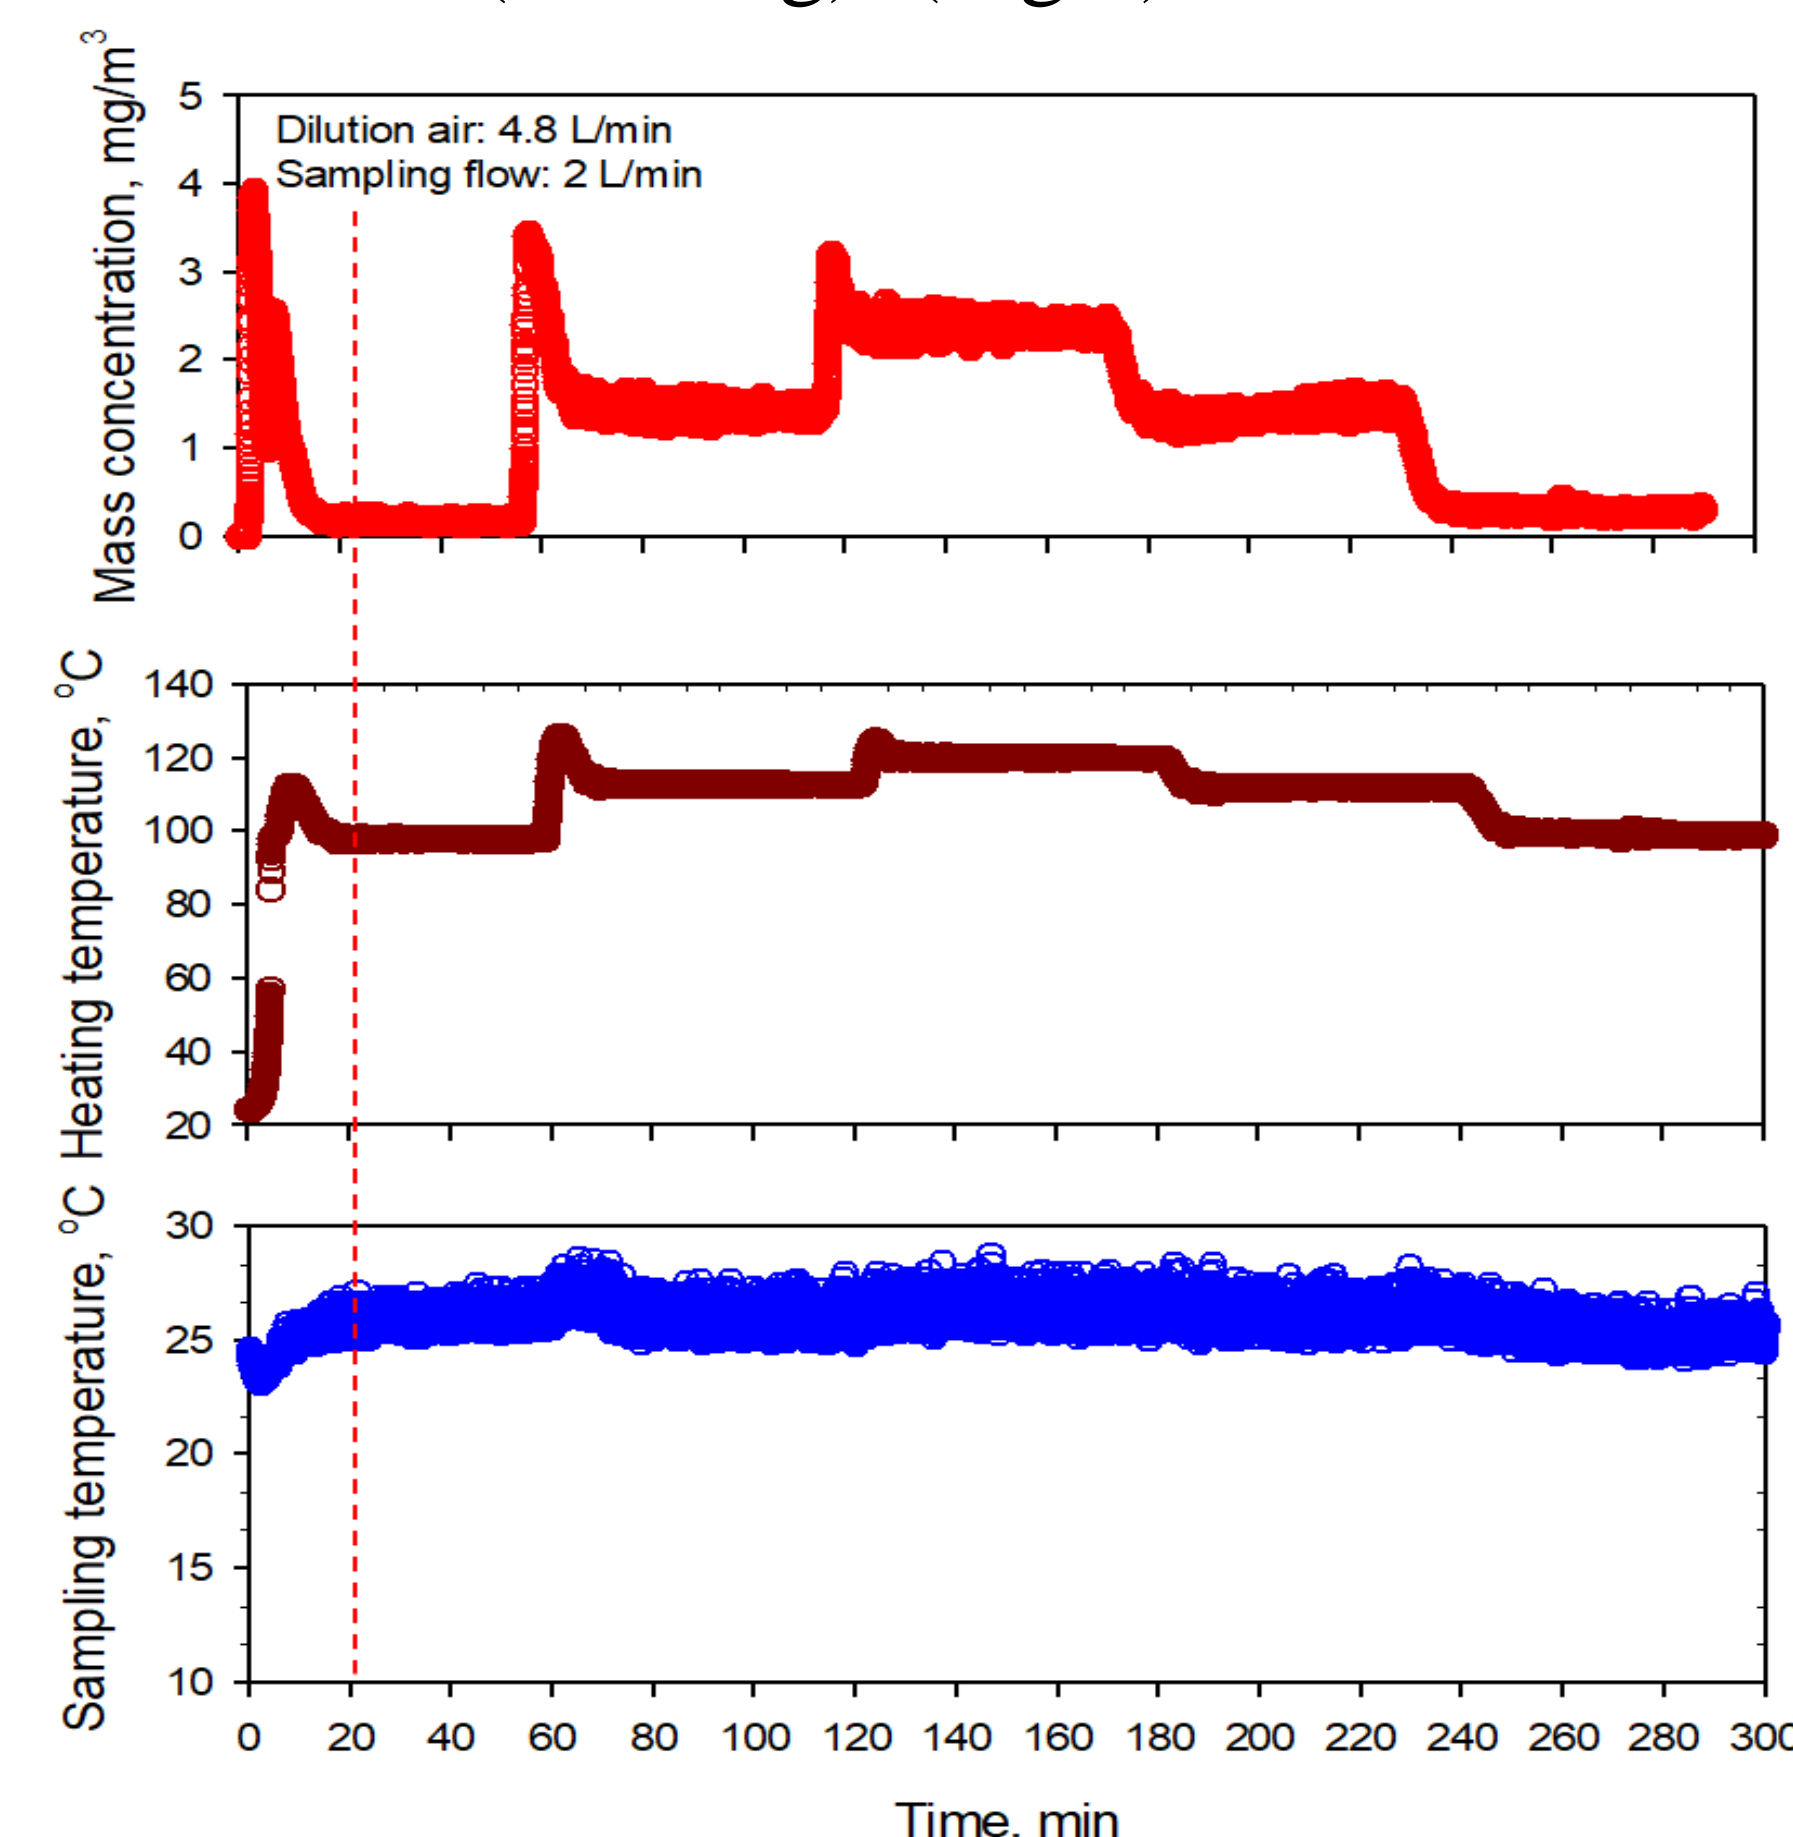 Mass concentration, mg/m³
5
4
3
2
1
0
Dilution air: 4.8 L/min
Sampling flow: 2 L/min
Heating temperature, °C
140
120
100
80
60
40
20
Sampling temperature, °C
30
25
20
15
10
0 20 40 60 80 100 120 140 160 180 200 220 240 260 280 300
Time, min